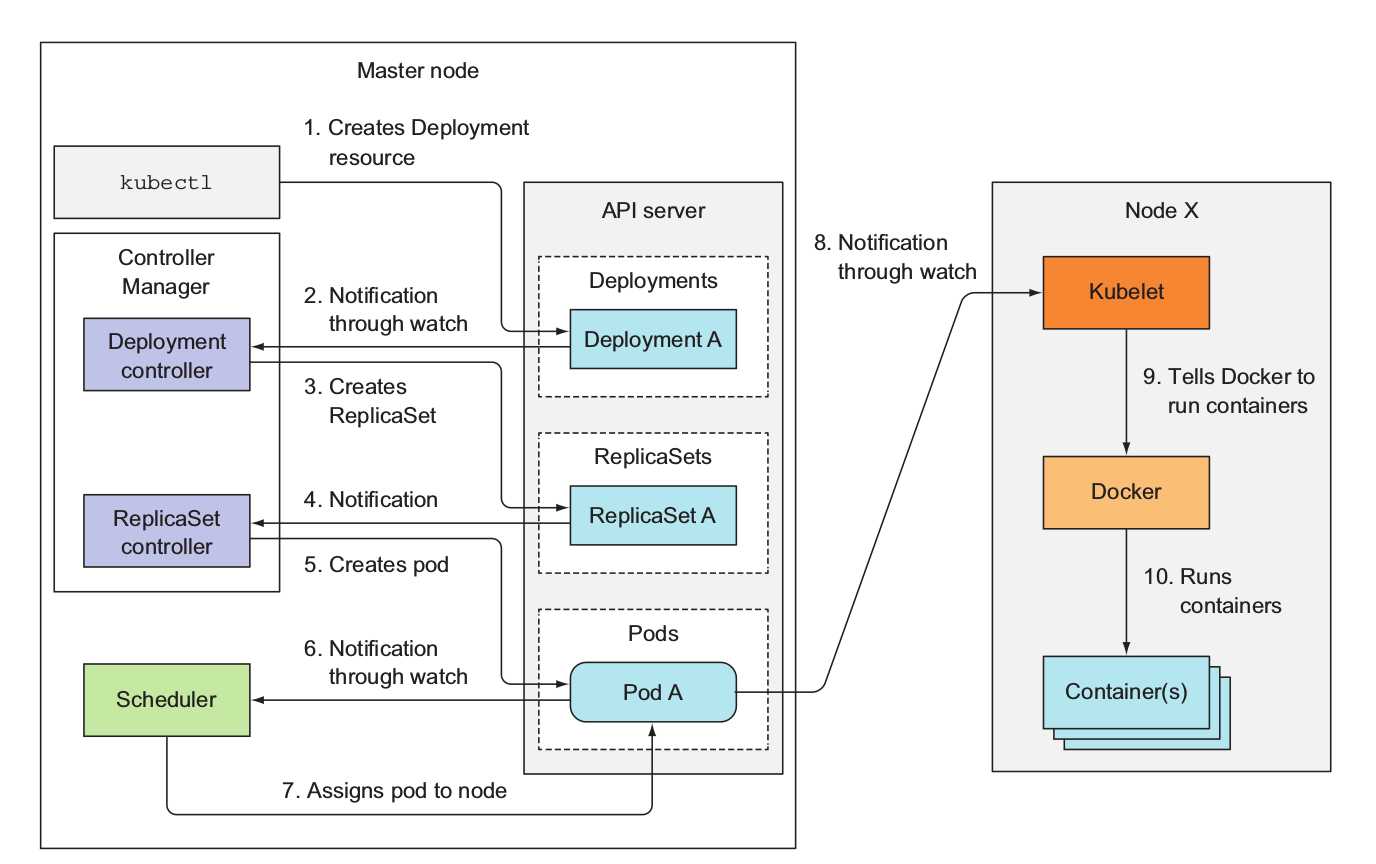 Master node
1. Creates Deployment
resource
kubectl
API server
Controller
Manager
Deployments
2. Notification
through watch
Deployment A
Deployment
controller
3. Creates
ReplicaSet
ReplicaSets
4. Notification
ReplicaSet A
ReplicaSet
controller
5. Creates pod
Pods
6. Notification
through watch
Pod A
Scheduler
7. Assigns pod to node
8. Notification
through watch
Node X
Kubelet
9. Tells Docker to
run containers
Docker
10. Runs
containers
Container(s)